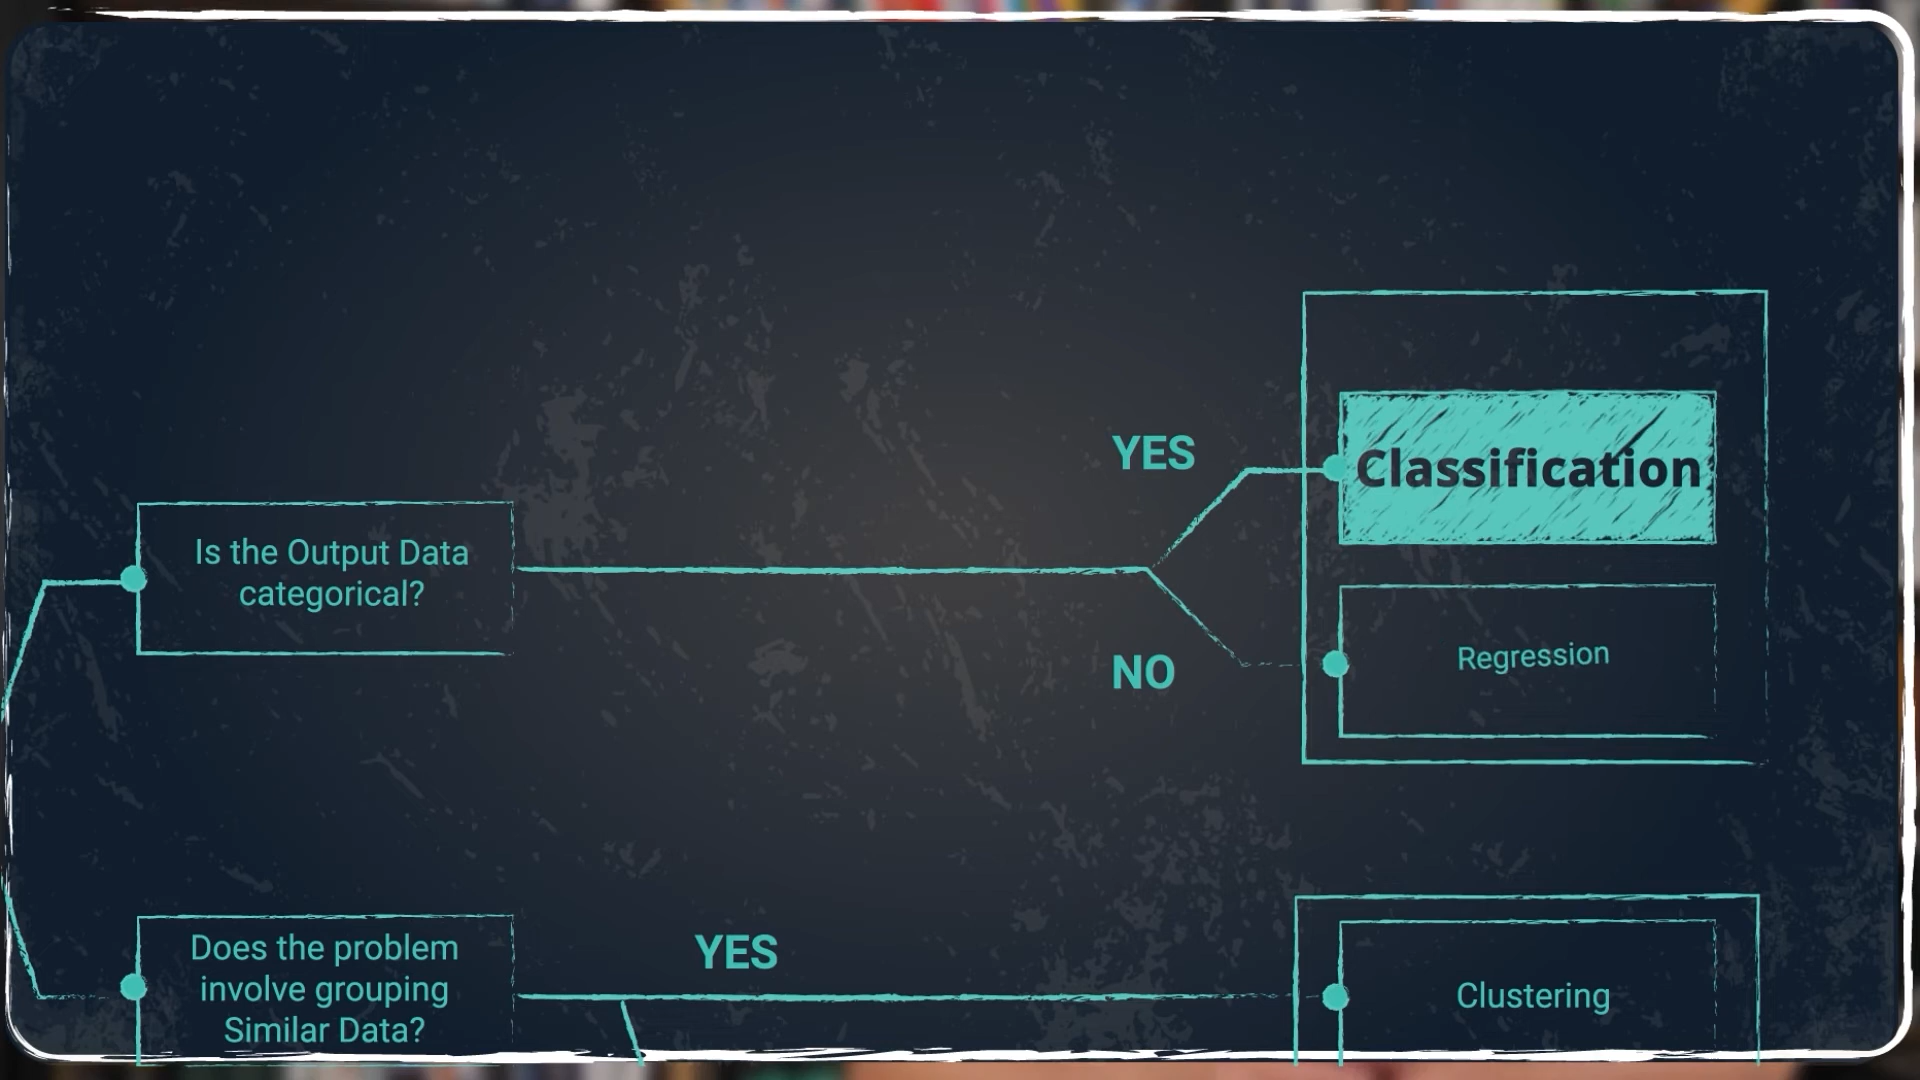 YES
Classification
Is the Output Data
categorical?
NO
Regression
Does the problem
involve grouping
Similar Data?
YES
Clustering